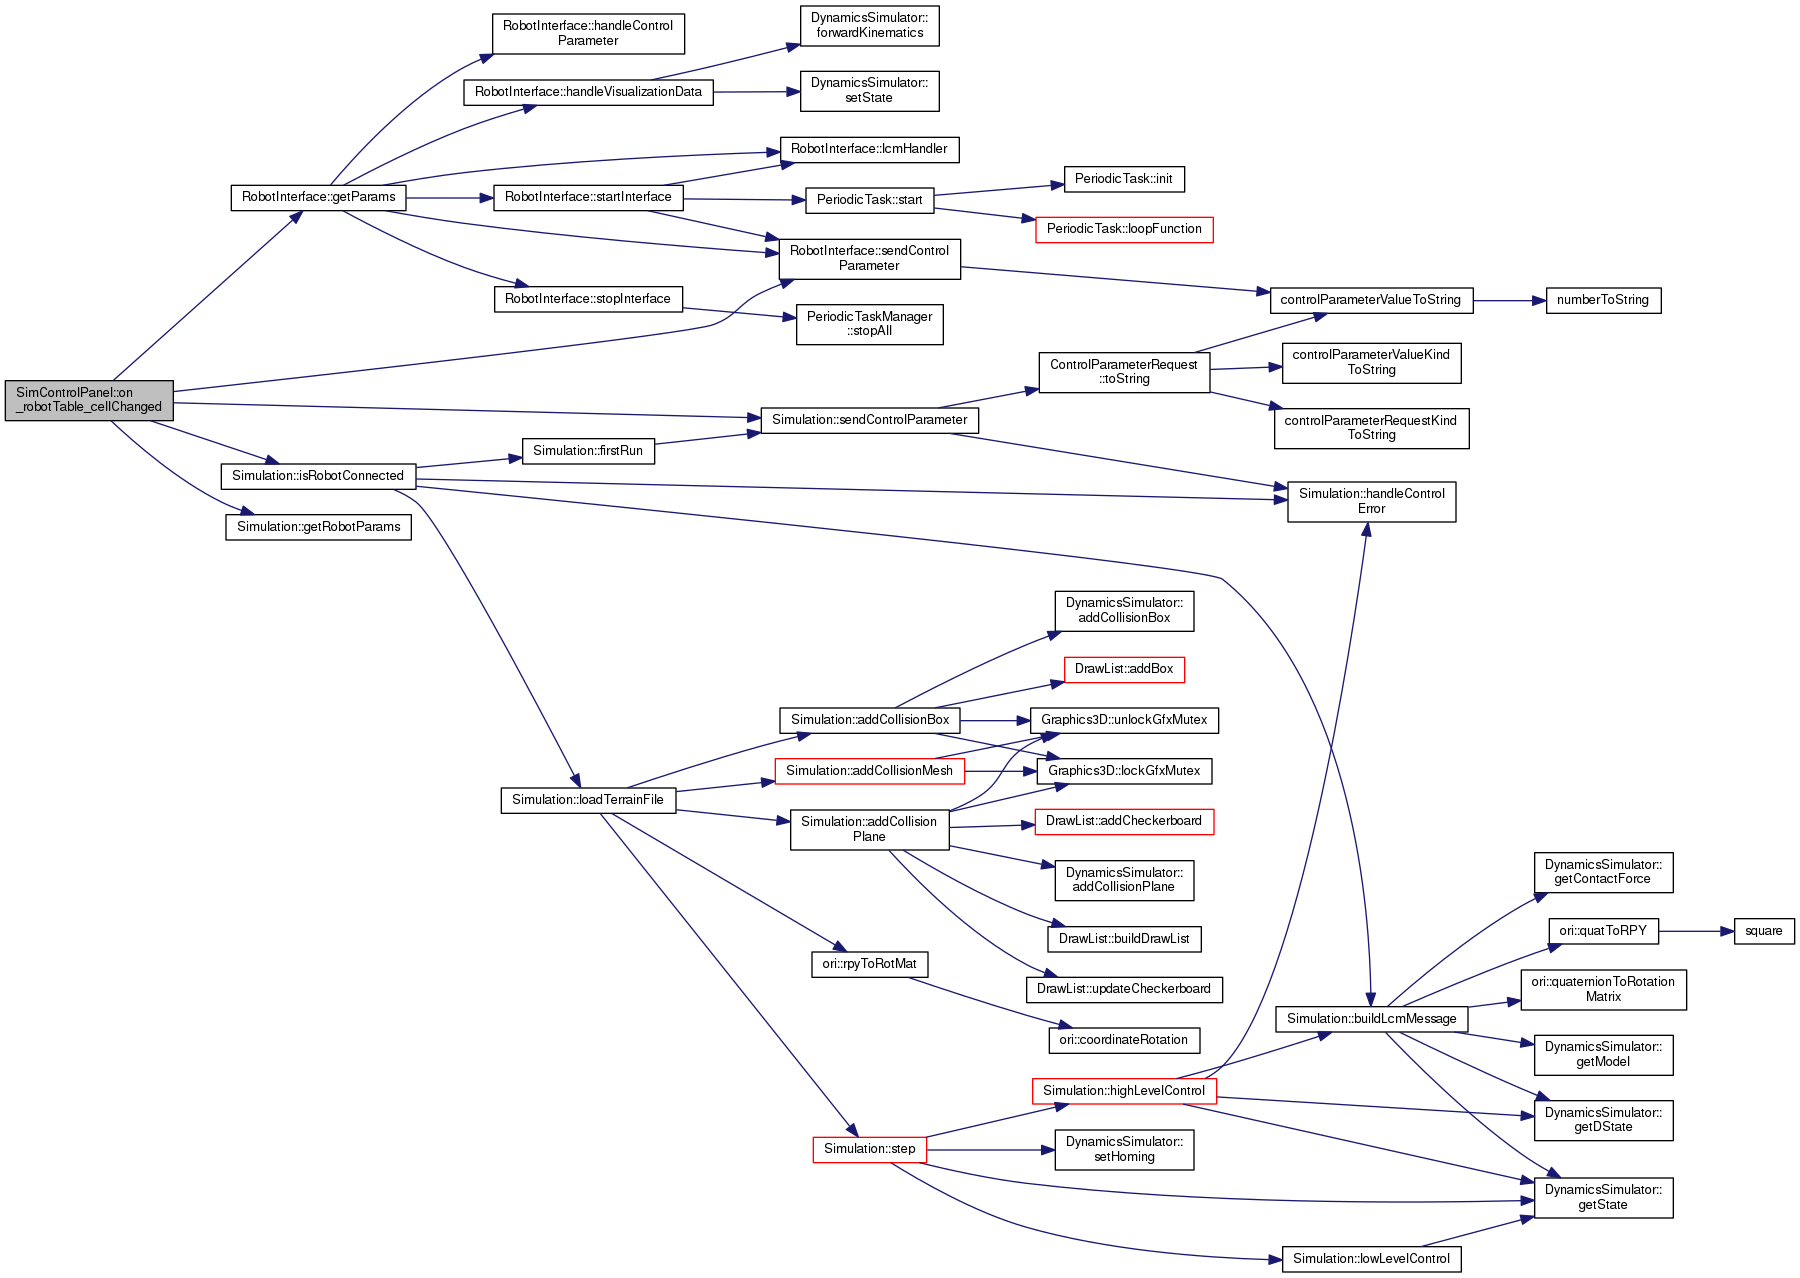 RobotInterface::handleControl
Parameter
DynamicsSimulator::
forwardKinematics
RobotInterface::handleVisualizationData
DynamicsSimulator::
setState
RobotInterface::lcmHandler
RobotInterface::getParams
RobotInterface::startInterface
PeriodicTask::start
PeriodicTask::init
PeriodicTask::loopFunction
RobotInterface::sendControl
Parameter
RobotInterface::stopInterface
PeriodicTaskManager
::stopAll
controlParameterValueToString
numberToString
SimControlPanel::on
_robotTable_cellChanged
ControlParameterRequest
::toString
controlParameterValueKind
ToString
controlParameterRequestKind
ToString
Simulation::sendControlParameter
Simulation::firstRun
Simulation::isRobotConnected
Simulation::handleControl
Error
Simulation::getRobotParams
DynamicsSimulator::
addCollisionBox
DrawList::addBox
Simulation::addCollisionBox
Graphics3D::unlockGfxMutex
Simulation::addCollisionMesh
Graphics3D::lockGfxMutex
Simulation::loadTerrainFile
Simulation::addCollision
Plane
DrawList::addCheckerboard
DynamicsSimulator::
addCollisionPlane
DrawList::buildDrawList
DrawList::updateCheckerboard
ori::rpyToRotMat
ori::coordinateRotation
DynamicsSimulator::
getContactForce
ori::quatToRPY
square
ori::quaternionToRotation
Matrix
Simulation::buildLcmMessage
DynamicsSimulator::
getModel
Simulation::highLevelControl
DynamicsSimulator::
getDState
Simulation::step
DynamicsSimulator::
setHoming
DynamicsSimulator::
getState
Simulation::lowLevelControl